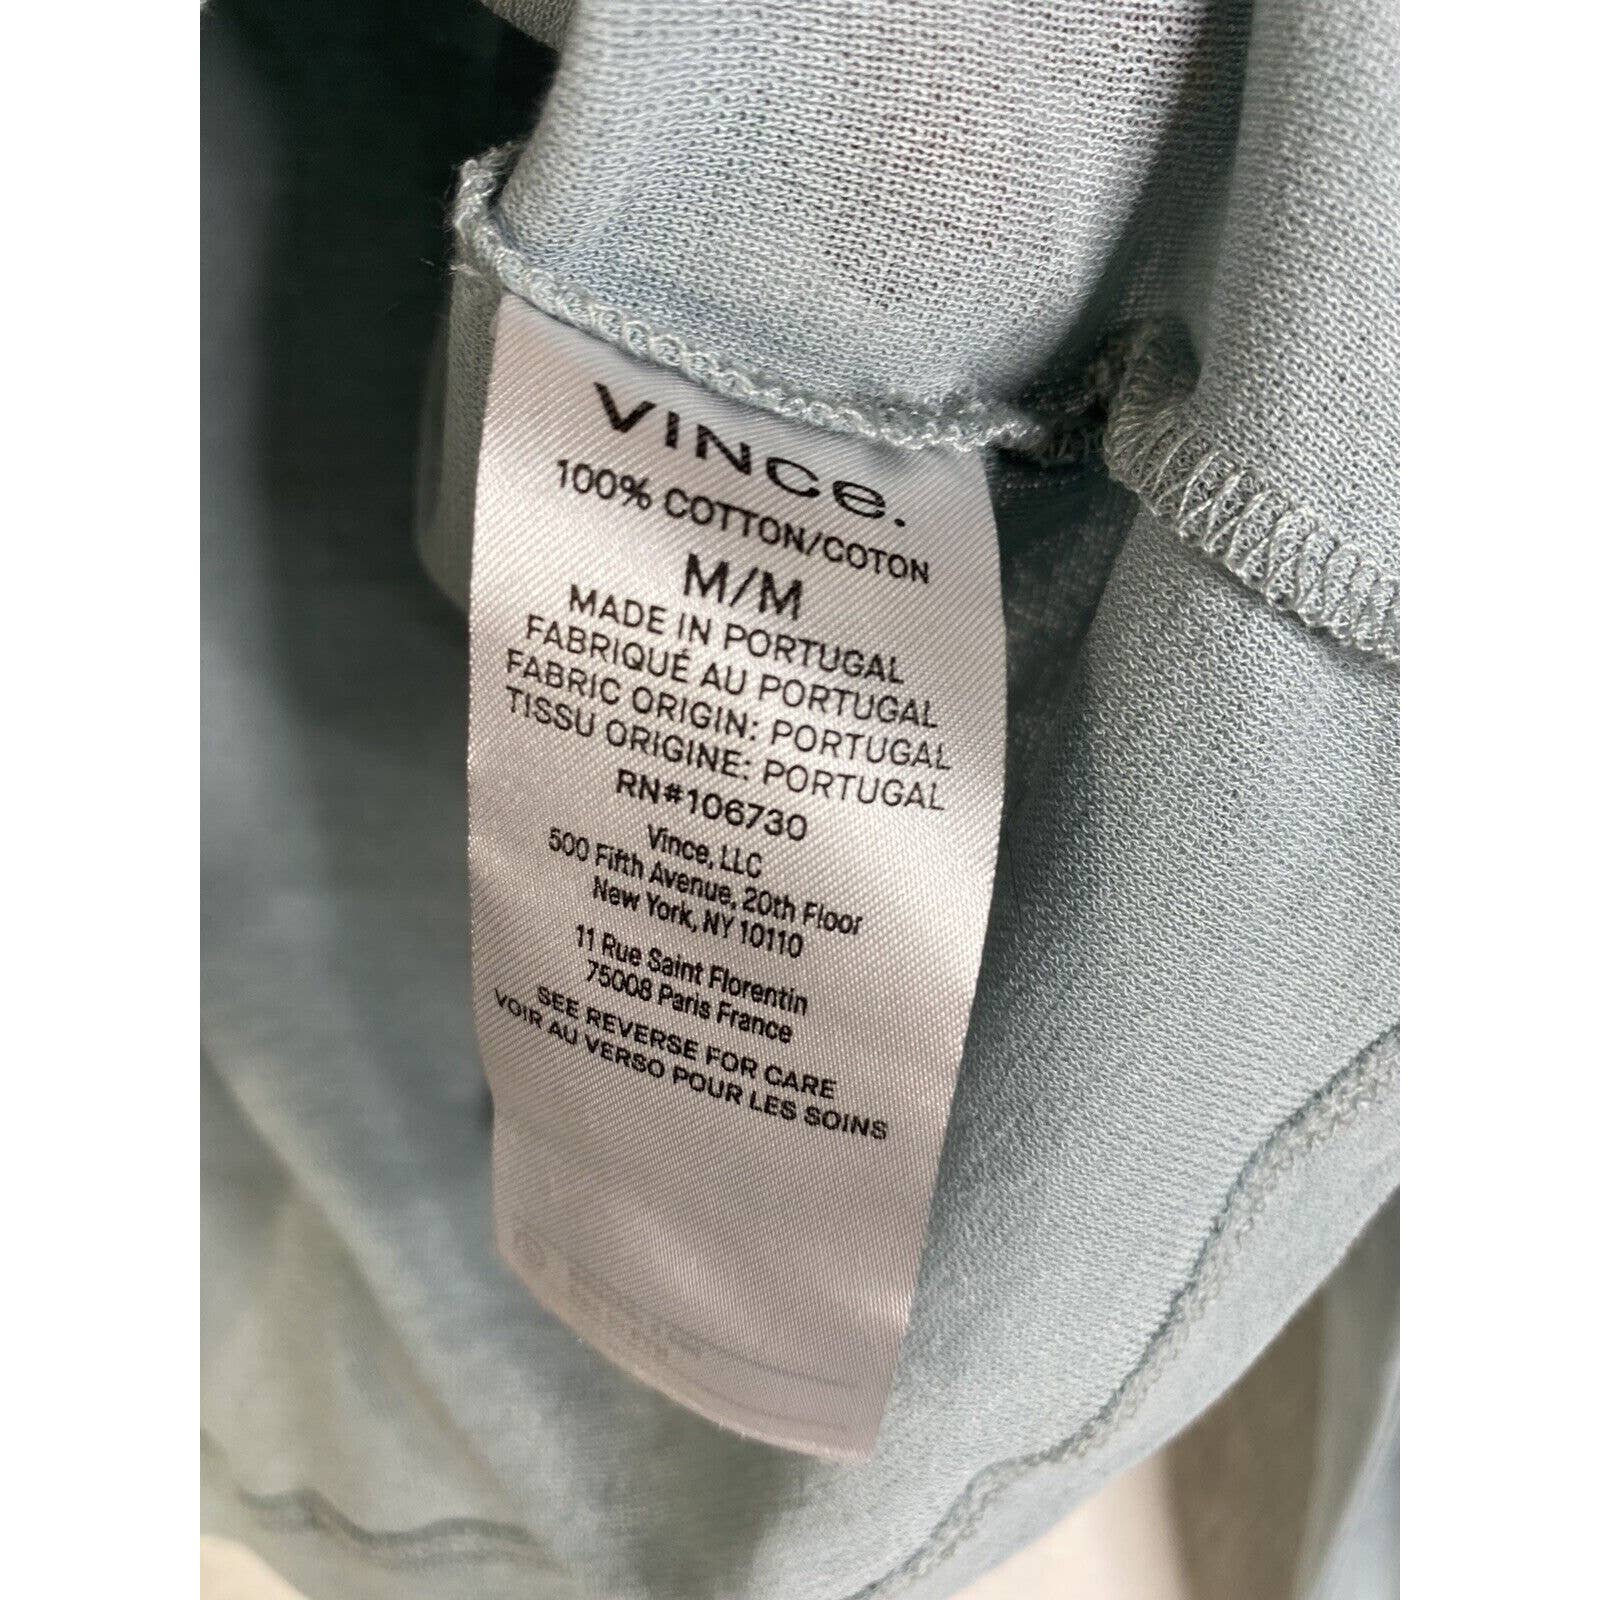 VINCe.
100% COTTON/COTON
M/M
MADE IN PORTUGAL
FABRIQUÉ AU PORTUGAL
FABRIC ORIGIN: PORTUGAL
TISSU ORIGINE: PORTUGAL
RN#106730
Vince, LLC
500 Fifth Avenue, 20th Floor
New York, NY 10110
11 Rue Saint Florentin
75008 Paris France
SEE REVERSE FOR CARE
VOIR AU VERSO POUR LES SOINS